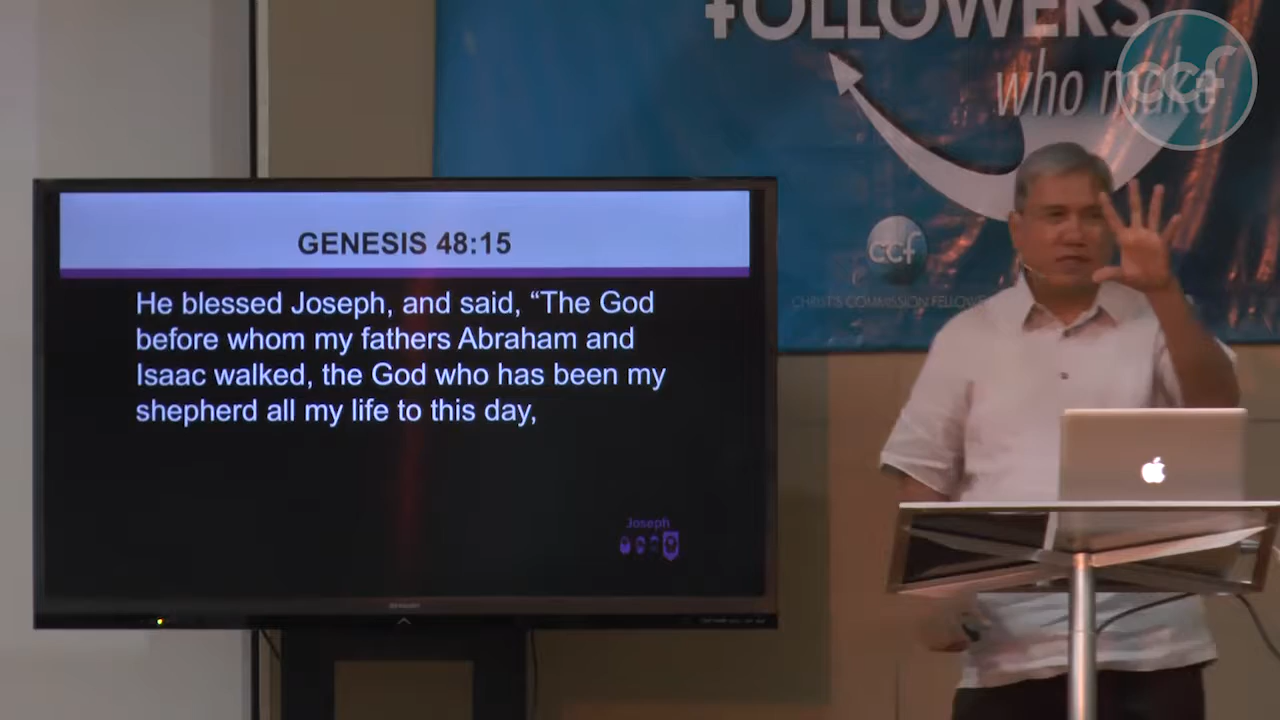 FOLLOWERS
who make
ccf
ccf
CHRIST'S COMMISSION FELLOW
GENESIS 48:15
He blessed Joseph, and said, “The God
before whom my fathers Abraham and
Isaac walked, the God who has been my
shepherd all my life to this day,
Joseph